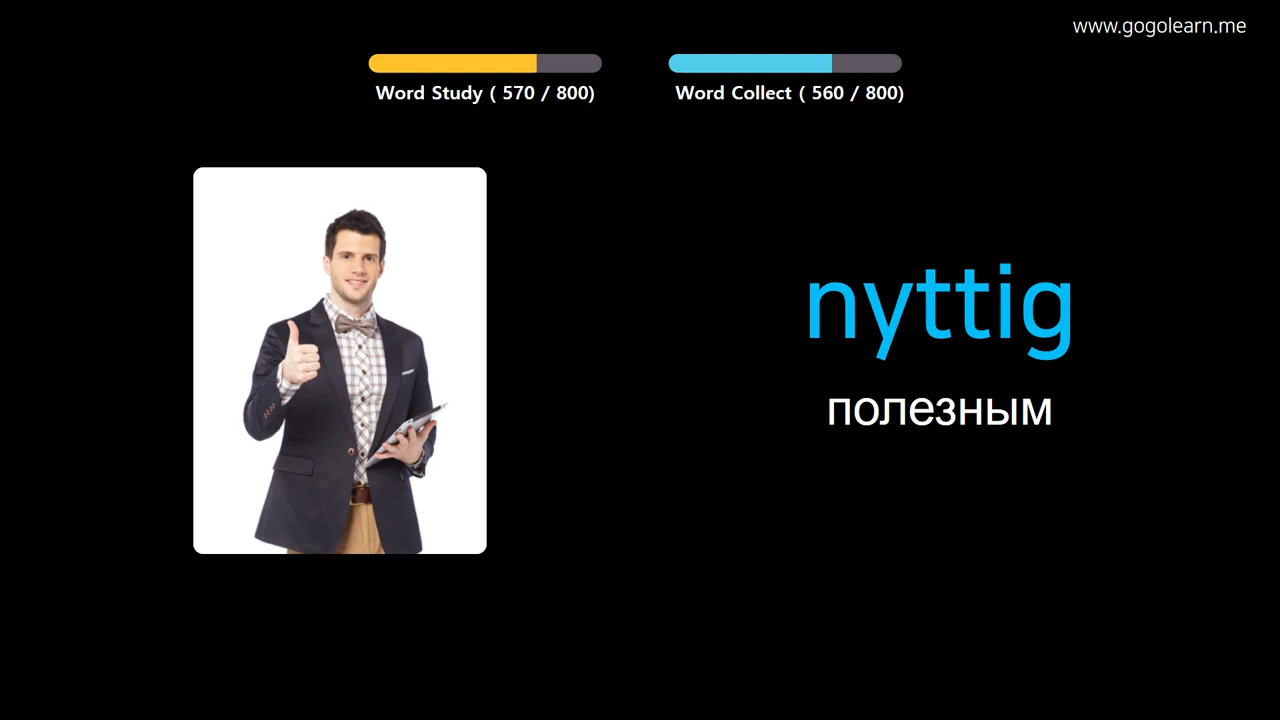 www.gogolearn.me
Word Study ( 570 / 800)
Word Collect ( 560 / 800)
nyttig
полезным